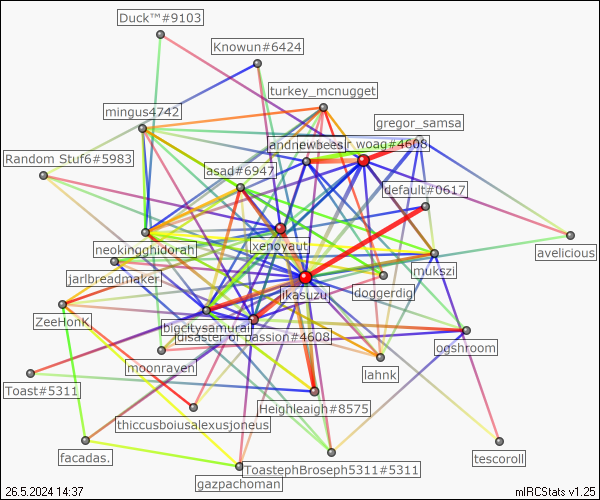 Duck™#9103
Knowun#6424
turkey_mcnugget
mingus4742
gregor_samsa
andnewbees
r woag#4608
Random Stuf6#5983
asad#6947
default#0617
neokingghidorah
ixenoyaut
avelicious
mukszi
jarlbreadmaker
jikasuzu
doggerdig
ZeeHonk
bigcitysamurai
disaster of passion#4608
ogshroom
moonraven
lahnk
Toast#5311
Heighleaigh#8575
thiccusboiusalexusjoneus
facadas.
tescoroll
ToastephBroseph5311#5311
gazpachoman
26.5.2024 14:37
mIRCStats v1.25